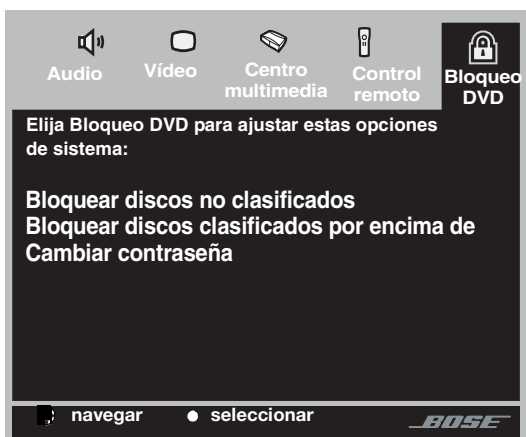 Audio
Vídeo
Centro
multimedia
Control
remoto
Bloqueo
DVD
Elija Bloqueo DVD para ajustar estas opciones
de sistema:
Bloquear discos no clasificados
Bloquear discos clasificados por encima de
Cambiar contraseña
navegar
seleccionar
BOSE